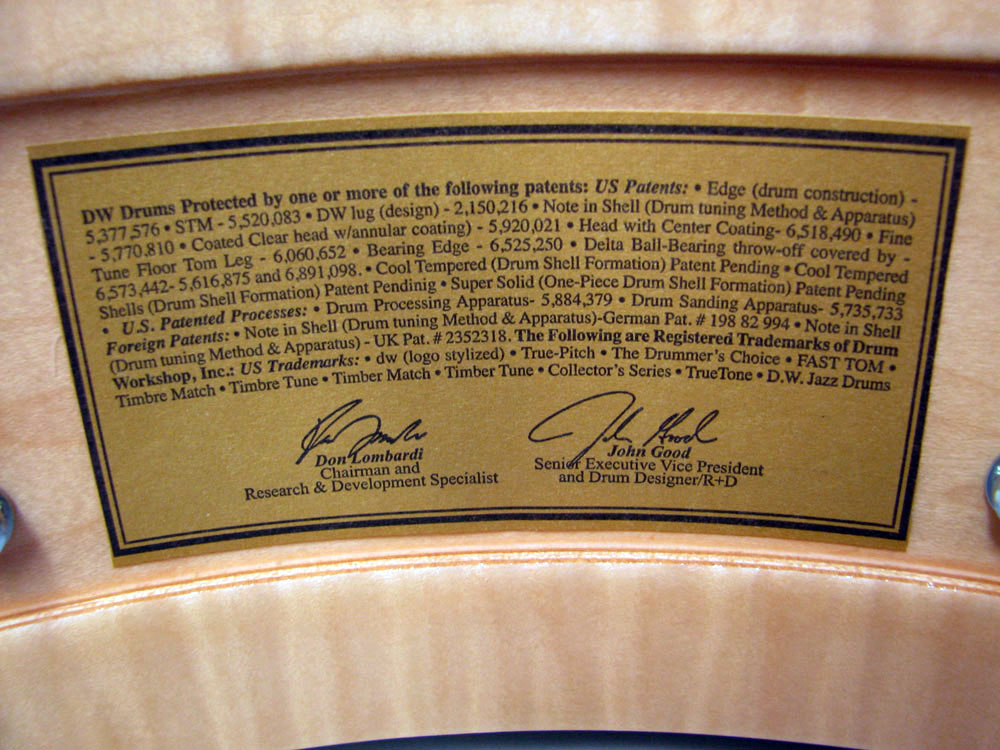 DW Drums Protected by one or more of the following patents: US Patents: • Edge (drum construction) -
5,377,576 • STM - 5,520,083 • DW lug (design) - 2,150,216 • Note in Shell (Drum tuning Method & Apparatus)
- 5,770.810 • Coated Clear head w/annular coating) - 5,920,021 • Head with Center Coating- 6,518,490 • Fine
Tune Floor Tom Leg - 6,060,652 • Bearing Edge - 6,525,250 • Delta Ball-Bearing throw-off covered by -
6,573,442- 5,616,875 and 6,891,098. • Cool Tempered (Drum Shell Formation) Patent Pending • Cool Tempered
Shells (Drum Shell Formation) Patent Pendinig • Super Solid (One-Piece Drum Shell Formation) Patent Pending
• U.S. Patented Processes: • Drum Processing Apparatus- 5,884,379 • Drum Sanding Apparatus- 5,735,733
Foreign Patents: • Note in Shell (Drum tuning Method & Apparatus)-German Pat. # 198 82 994 • Note in Shell
(Drum tuning Method & Apparatus) - UK Pat. # 2352318. The Following are Registered Trademarks of Drum
Workshop, Inc.: US Trademarks: • dw (logo stylized) • True-Pitch • The Drummer's Choice • FAST TOM •
Timbre Match • Timbre Tune • Timber Match • Timber Tune • Collector's Series • TrueTone • D.W. Jazz Drums
Don Lombardi
Chairman and
Research & Development Specialist
John Good
John Good
Senior Executive Vice President
and Drum Designer/R+D